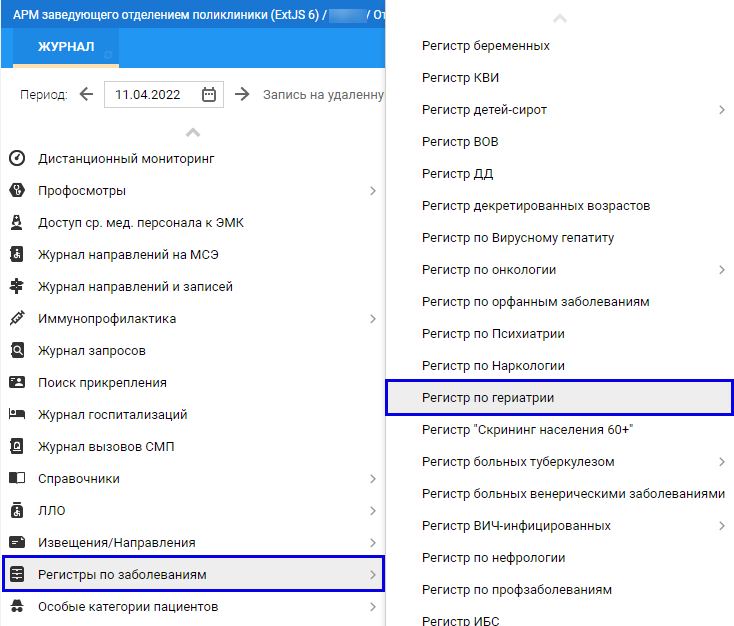 АРМ заведующего отделением поликлиники (ExtJS 6) / / От
ЖУРНАЛ
Период: 11.04.2022 Запись на удаленну
Дистанционный мониторинг
Профосмотры
Доступ ср. мед. персонала к ЭМК
Журнал направлений на МСЭ
Журнал направлений и записей
Иммунопрофилактика
Журнал запросов
Поиск прикрепления
Журнал госпитализаций
Журнал вызовов СМП
Справочники
ЛЛО
Извещения/Направления
Регистры по заболеваниям
Особые категории пациентов
Регистр беременных
Регистр КВИ
Регистр детей-сирот
Регистр ВОВ
Регистр ДД
Регистр декретированных возрастов
Регистр по Вирусному гепатиту
Регистр по онкологии
Регистр по орфанным заболеваниям
Регистр по Психиатрии
Регистр по Наркологии
Регистр по гериатрии
Регистр "Скрининг населения 60+"
Регистр больных туберкулезом
Регистр больных венерическими заболеваниями
Регистр ВИЧ-инфицированных
Регистр по нефрологии
Регистр по профзаболеваниям
Регистр ИБС